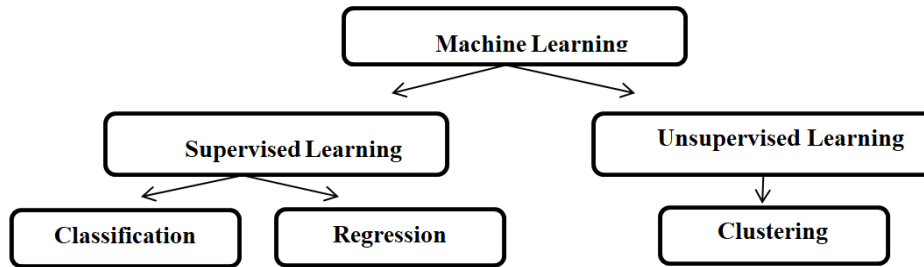 Machine Learning
Supervised Learning
Unsupervised Learning
Classification
Regression
Clustering